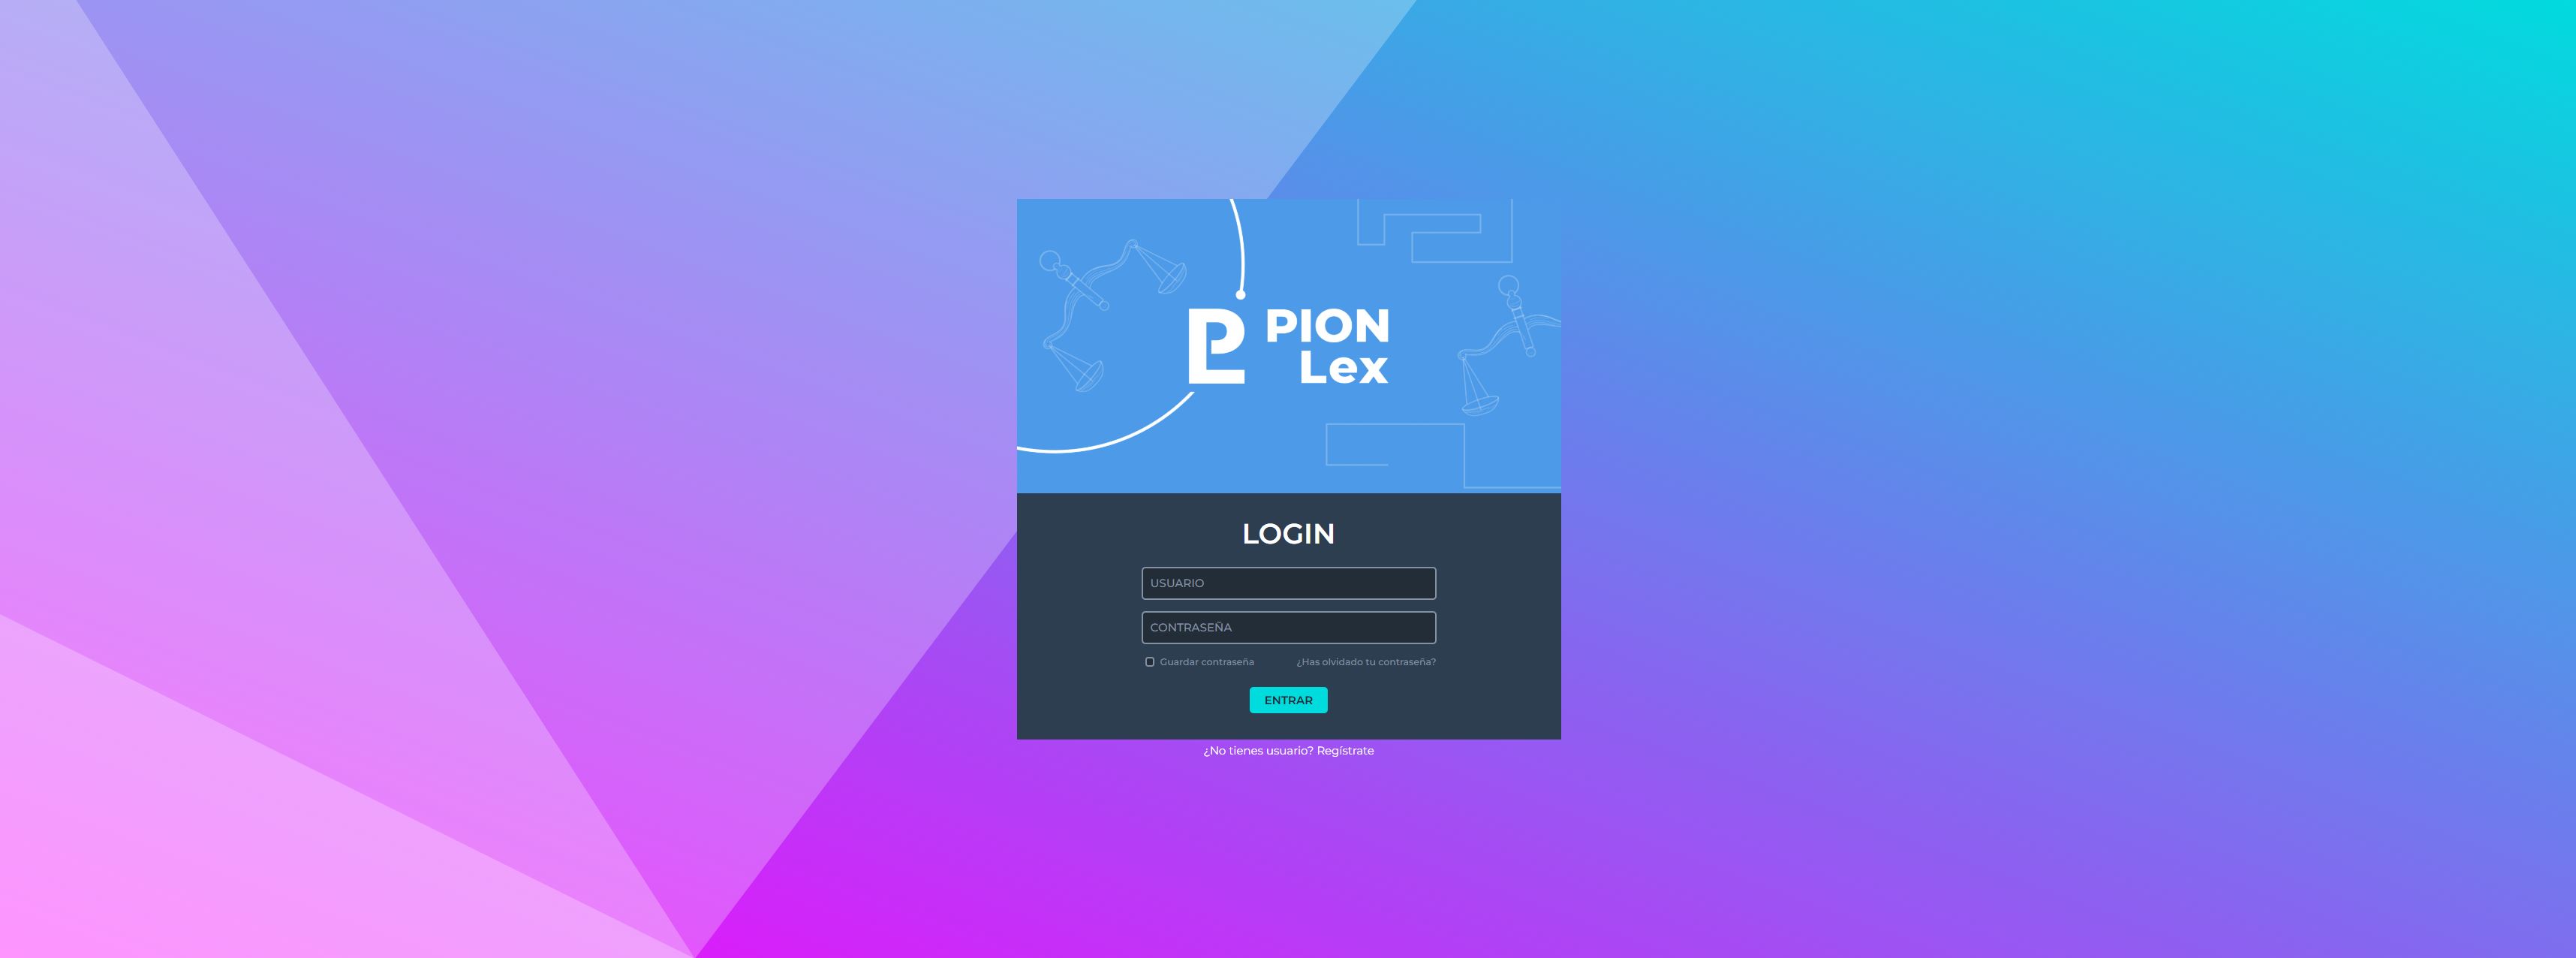 PION
Lex
LOGIN
USUARIO
CONTRASEÑA
Guardar contraseña
¿Has olvidado tu contraseña?
ENTRAR
¿No tienes usuario? Regístrate